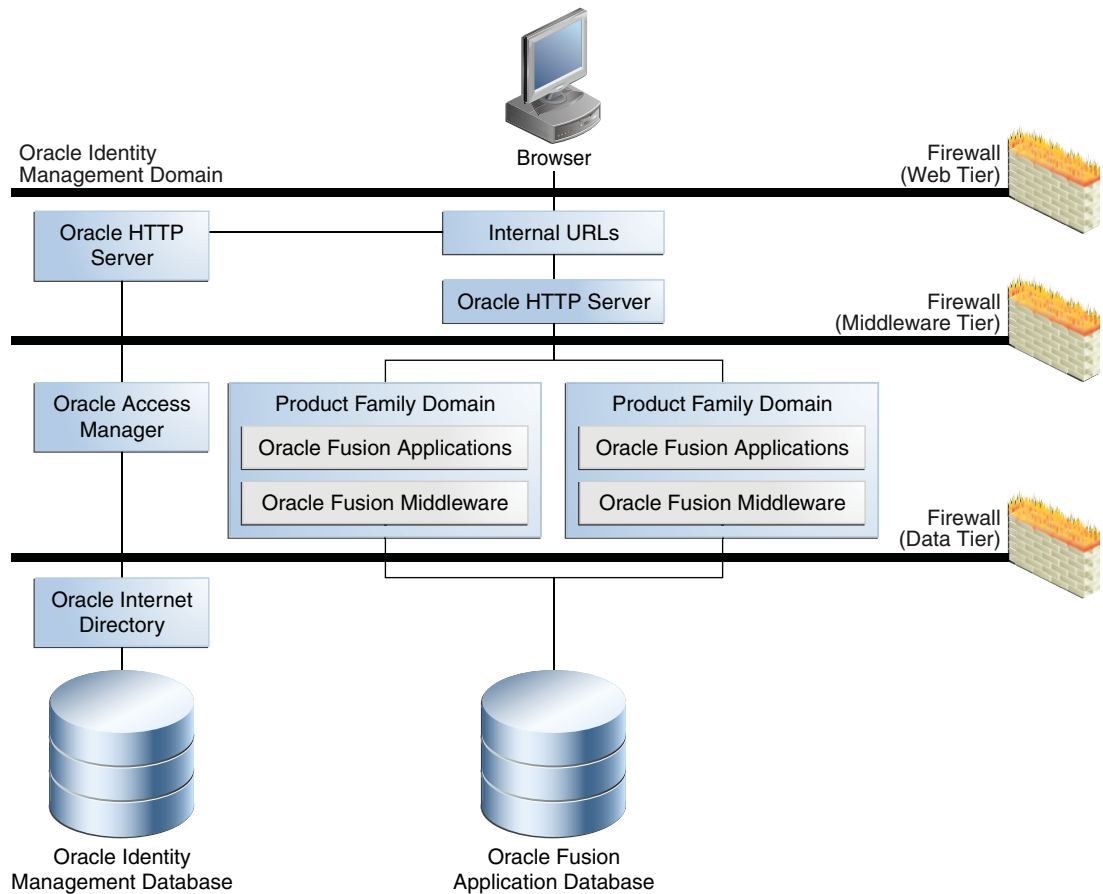 Browser
Oracle Identity
Management Domain
Firewall
(Web Tier)
Oracle HTTP
Server
Internal URLs
Oracle HTTP Server
Firewall
(Middleware Tier)
Oracle Access
Manager
Product Family Domain
Oracle Fusion Applications
Oracle Fusion Middleware
Product Family Domain
Oracle Fusion Applications
Oracle Fusion Middleware
Firewall
(Data Tier)
Oracle Internet
Directory
Oracle Identity
Management Database
Oracle Fusion
Application Database